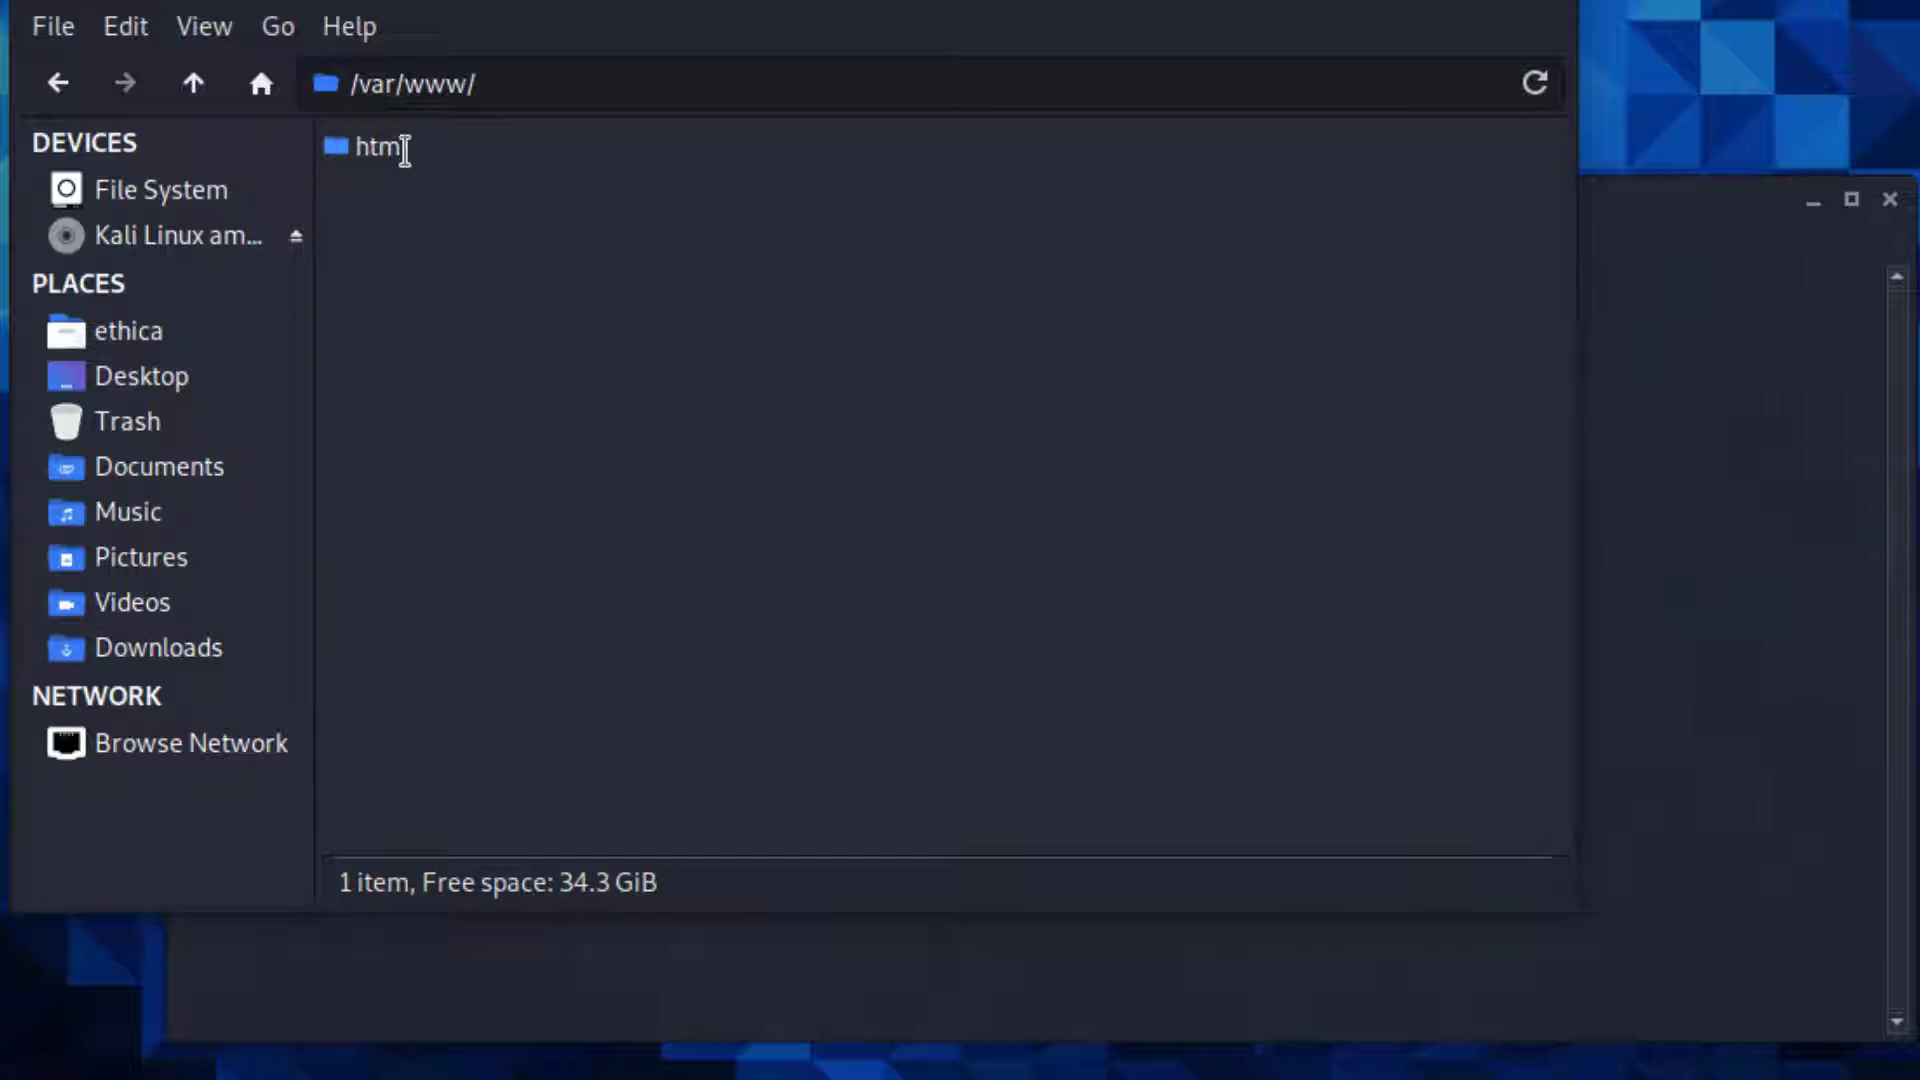 File Edit View Go Help
/var/www/
DEVICES
File System
Kali Linux am...
PLACES
ethica
Desktop
Trash
Documents
Music
Pictures
Videos
Downloads
NETWORK
Browse Network
htm
1 item, Free space: 34.3 GiB